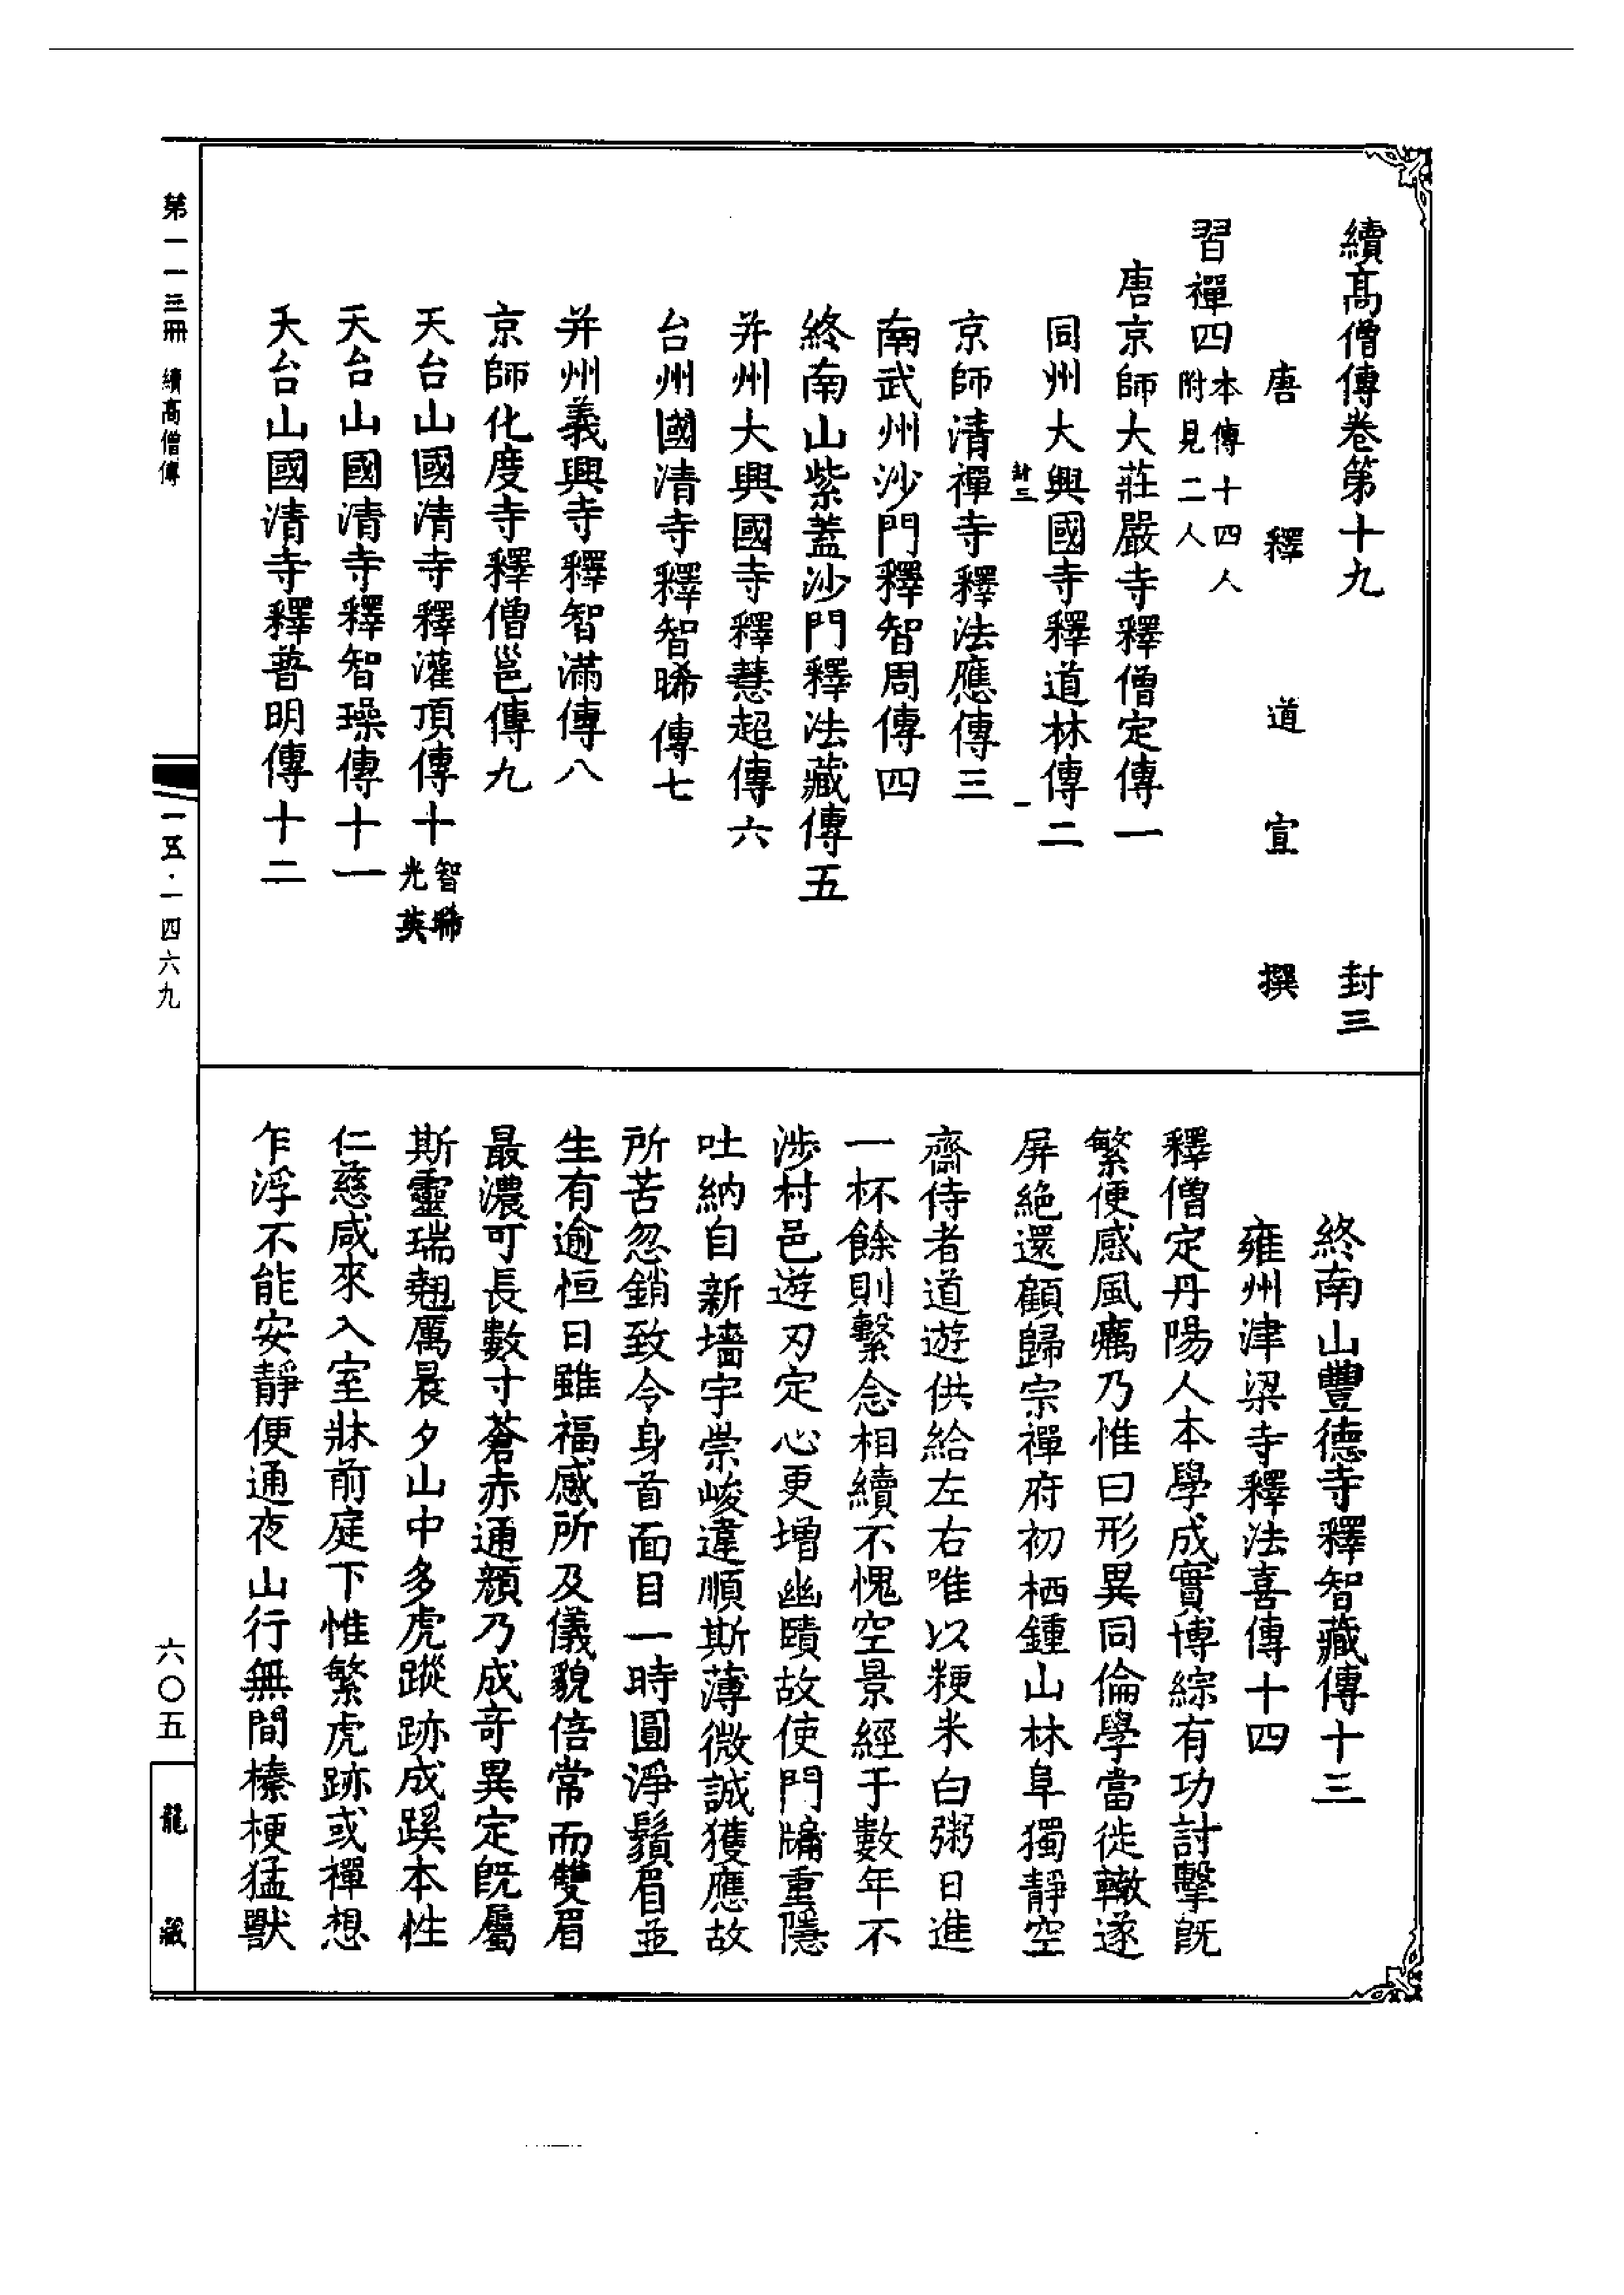 續高僧傳卷第十九　封三
唐釋道宣撰
習禪四本傳十四人附見二人
唐京師大莊嚴寺釋僧定傳一
同州大興國寺釋道林傳二
封三　一
京師清禪寺釋法應傳三
南武州沙門釋智周傳四
終南山紫蓋沙門釋法藏傳五
并州大興國寺釋慧超傳六
台州國清寺釋智晞傳七
并州義興寺釋智滿傳八
京師化度寺釋僧邕傳九
天台山國清寺釋灌頂傳十智晞光英
天台山國清寺釋智璪傳十一
天台山國清寺釋普明傳十二
終南山豐德寺釋智藏傳十三
雍州津梁寺釋法喜傳十四
釋僧定丹陽人本學成實博綜有功討擊既
繁便感風癘乃惟曰形異同倫學當徙轍遂
屏絕還顧歸宗禪府初栖鍾山林阜獨靜空
齋侍者道遊供給左右唯以粳米白粥日進
一杯餘則繫念相續不愧空景經于數年不
涉村邑遊刃定心更增幽賾故使門牖重隱
吐納自新墻宇崇峻違順斯薄微誠獲應故
所苦忽銷致令身首面目一時圓淨鬚眉並
生有逾恒日雖福感所及儀貌倍常而雙眉
最濃可長數寸蒼赤通顏乃成奇異定既屬
斯靈瑞翹厲晨夕山中多虎蹤跡成蹊本性
仁慈咸來入室牀前庭下惟繁虎跡或禪想
乍浮不能安靜便通夜山行無間榛梗猛獸
第一一三冊　續高僧傳
一五·一四六九
六〇五
龍藏